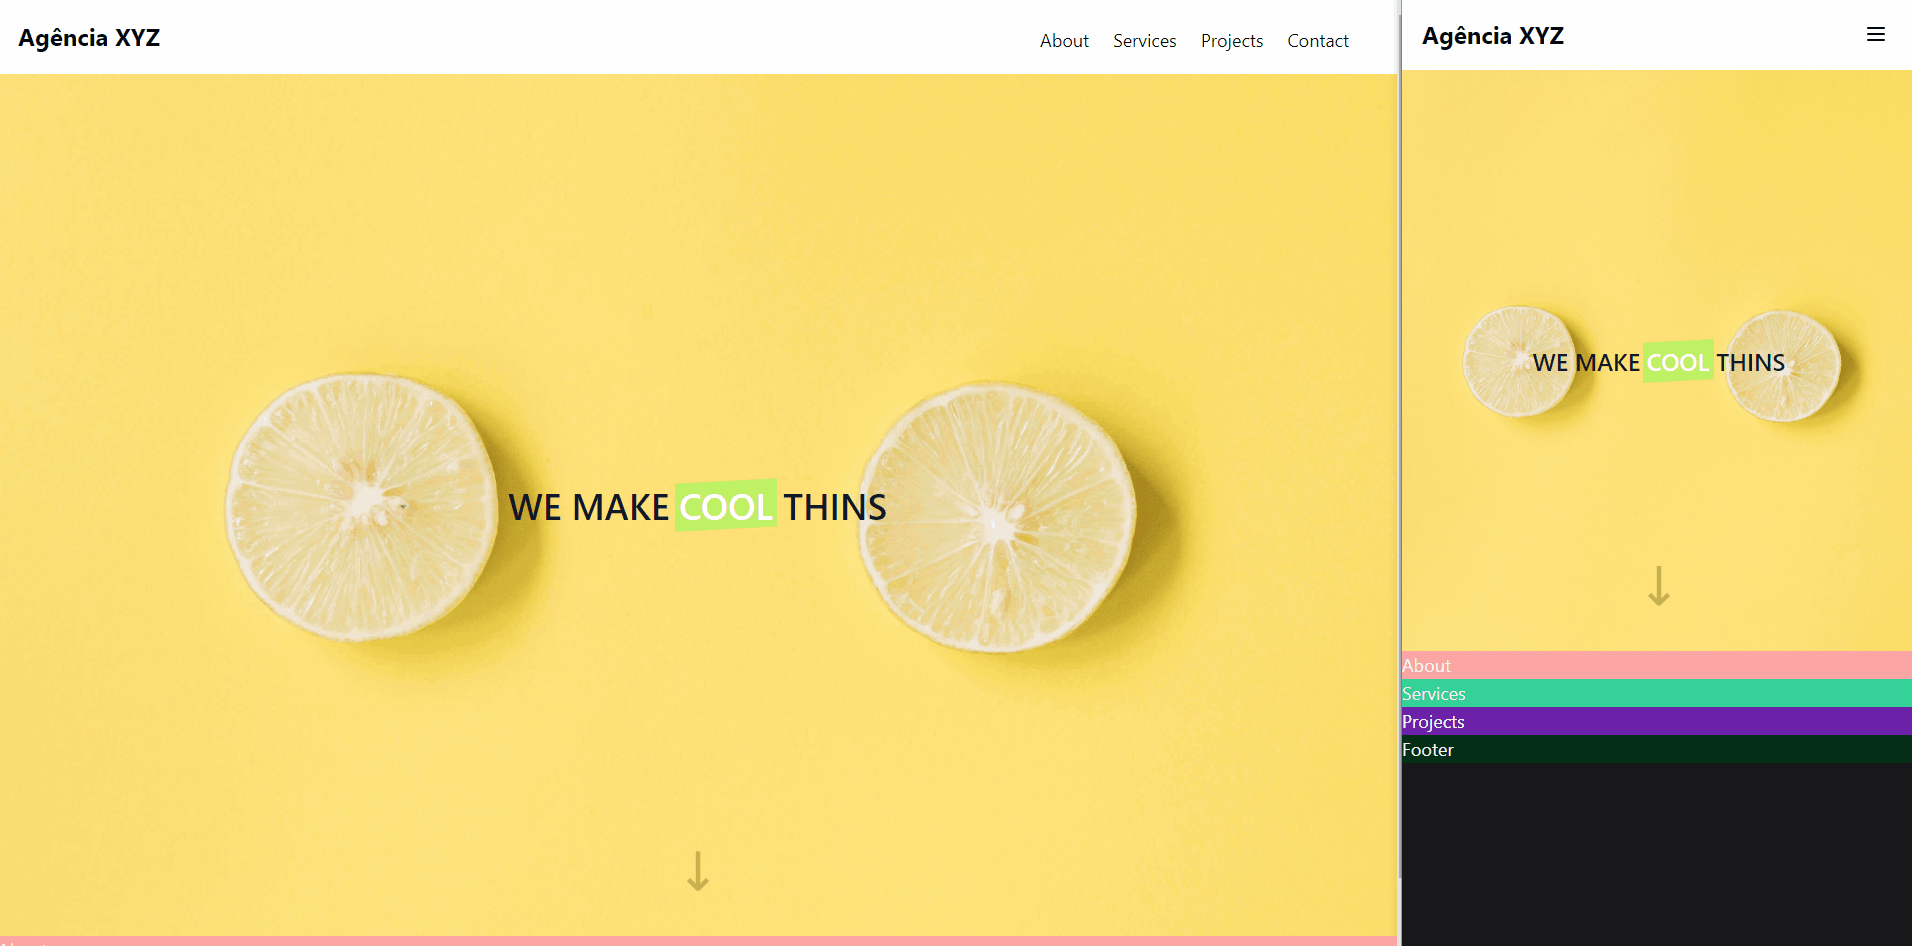 Agência XYZ
About Services Projects Contact
WE MAKE COOL THINS
Agência XYZ
WE MAKE COOL THINS
About
Services
Projects
Footer